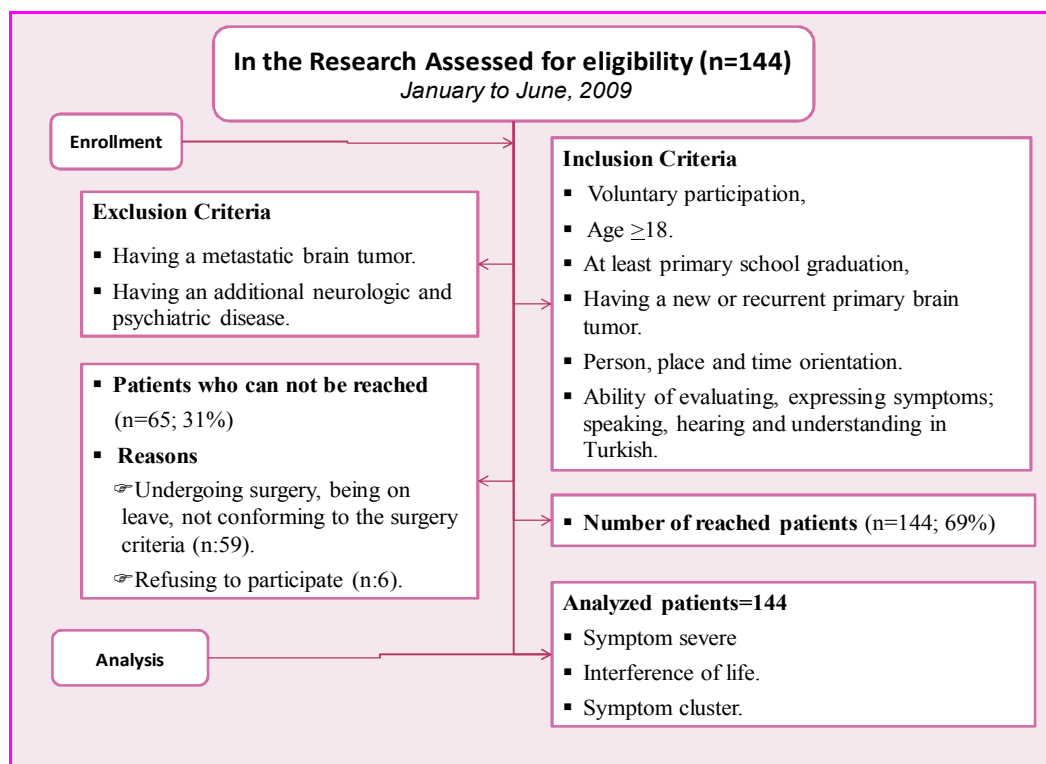 In the Research Assessed for eligibility (n=144)
January to June, 2009
Enrollment
Exclusion Criteria
▪ Having a metastatic brain tumor.
▪ Having an additional neurologic and
psychiatric disease.
Inclusion Criteria
▪ Voluntary participation,
▪ Age ≥18.
▪ At least primary school graduation,
▪ Having a new or recurrent primary brain
tumor.
▪ Person, place and time orientation.
▪ Ability of evaluating, expressing symptoms;
speaking, hearing and understanding in
Turkish.
▪ Patients who can not be reached
(n=65; 31%)
▪ Reasons
☞Undergoing surgery, being on
leave, not conforming to the surgery
criteria (n:59).
☞Refusing to participate (n:6).
▪ Number of reached patients (n=144; 69%)
Analysis
Analyzed patients=144
▪ Symptom severe
▪ Interference of life.
▪ Symptom cluster.